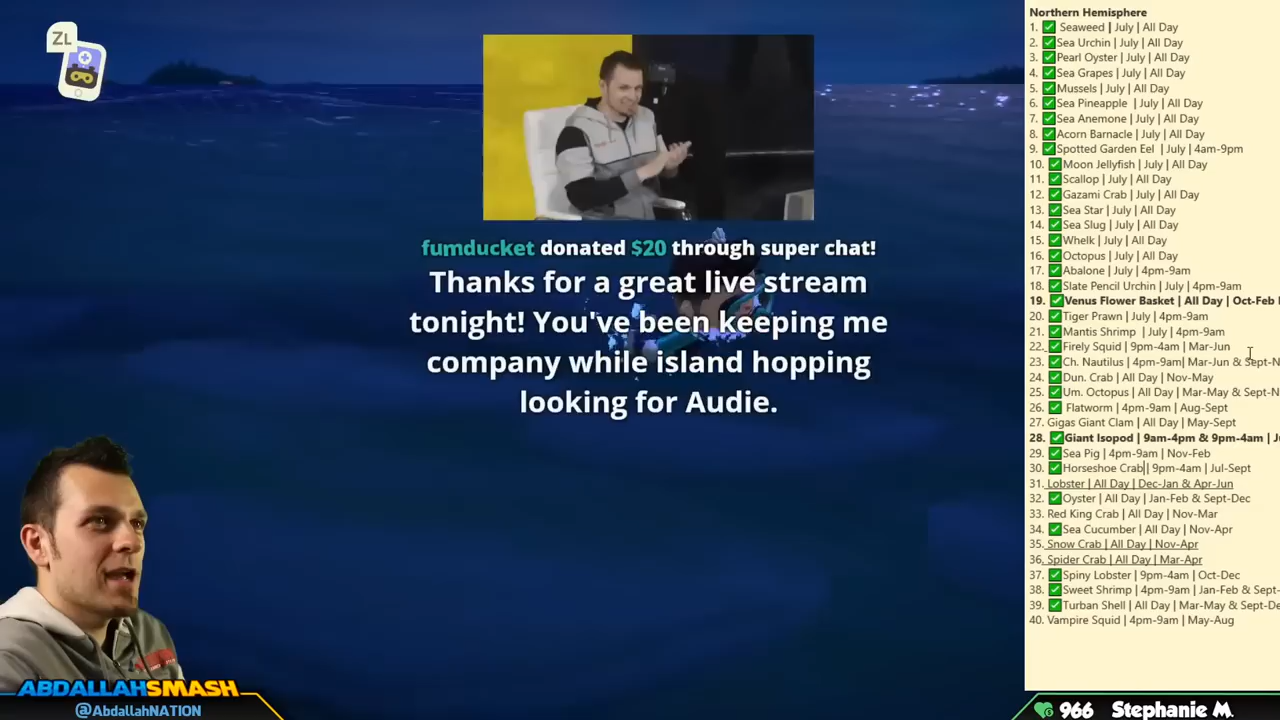 ZL
fumducket donated $20 through super chat!
Thanks for a great live stream
tonight! You've been keeping me
company while island hopping
looking for Audie.
Northern Hemisphere
1. ✅ Seaweed | July | All Day
2. ✅ Sea Urchin | July | All Day
3. ✅ Pearl Oyster | July | All Day
4. ✅ Sea Grapes | July | All Day
5. ✅ Mussels | July | All Day
6. ✅ Sea Pineapple | July | All Day
7. ✅ Sea Anemone | July | All Day
8. ✅ Acorn Barnacle | July | All Day
9. ✅ Spotted Garden Eel | July | 4am-9pm
10. ✅ Moon Jellyfish | July | All Day
11. ✅ Scallop | July | All Day
12. ✅ Gazami Crab | July | All Day
13. ✅ Sea Star | July | All Day
14. ✅ Sea Slug | July | All Day
15. ✅ Whelk | July | All Day
16. ✅ Octopus | July | All Day
17. ✅ Abalone | July | 4pm-9am
18. ✅ Slate Pencil Urchin | July | 4pm-9am
19. ✅ Venus Flower Basket | All Day | Oct-Feb
20. ✅ Tiger Prawn | July | 4pm-9am
21. ✅ Mantis Shrimp | July | 4pm-9am
22. ✅ Firely Squid | 9pm-4am | Mar-Jun
23. ✅ Ch. Nautilus | 4pm-9am| Mar-Jun & Sept-N
24. ✅ Dun. Crab | All Day | Nov-May
25. ✅ Um. Octopus | All Day | Mar-May & Sept-N
26. ✅ Flatworm | 4pm-9am | Aug-Sept
27. Gigas Giant Clam | All Day | May-Sept
28. ✅ Giant Isopod | 9am-4pm & 9pm-4am | Ju
29. ✅ Sea Pig | 4pm-9am | Nov-Feb
30. ✅ Horseshoe Crab| 9pm-4am | Jul-Sept
31. Lobster | All Day | Dec-Jan & Apr-Jun
32. ✅ Oyster | All Day | Jan-Feb & Sept-Dec
33. Red King Crab | All Day | Nov-Mar
34. ✅ Sea Cucumber | All Day | Nov-Apr
35. Snow Crab | All Day | Nov-Apr
36. Spider Crab | All Day | Mar-Apr
37. ✅ Spiny Lobster | 9pm-4am | Oct-Dec
38. ✅ Sweet Shrimp | 4pm-9am | Jan-Feb & Sept-
39. ✅ Turban Shell | All Day | Mar-May & Sept-De
40. Vampire Squid | 4pm-9am | May-Aug
ABDALLAHSMASH
@AbdallahNATION
966 Stephanie M